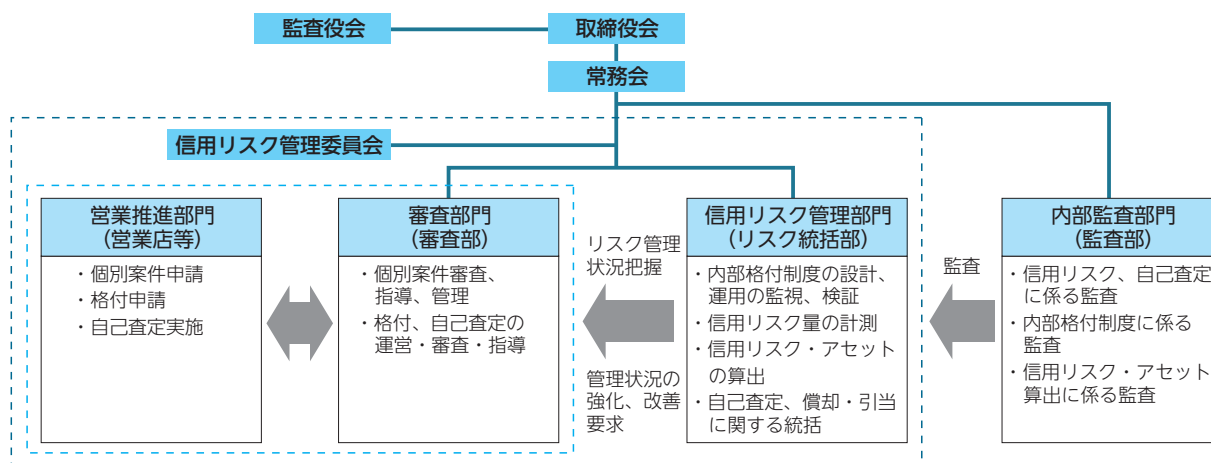 監査役会
取締役会
常務会
信用リスク管理委員会
営業推進部門
(営業店等)
・個別案件申請
・格付申請
・自己査定実施
審査部門
(審査部)
・個別案件審査、
指導、管理
・格付、自己査定の
運営・審査・指導
リスク管理
状況把握
管理状況の
強化、改善
要求
信用リスク管理部門
(リスク統括部)
・内部格付制度の設計、
運用の監視、検証
・信用リスク量の計測
・信用リスク・アセット
の算出
・自己査定、償却・引当
に関する統括
監査
内部監査部門
(監査部)
・信用リスク、自己査定
に係る監査
・内部格付制度に係る
監査
・信用リスク・アセット
算出に係る監査